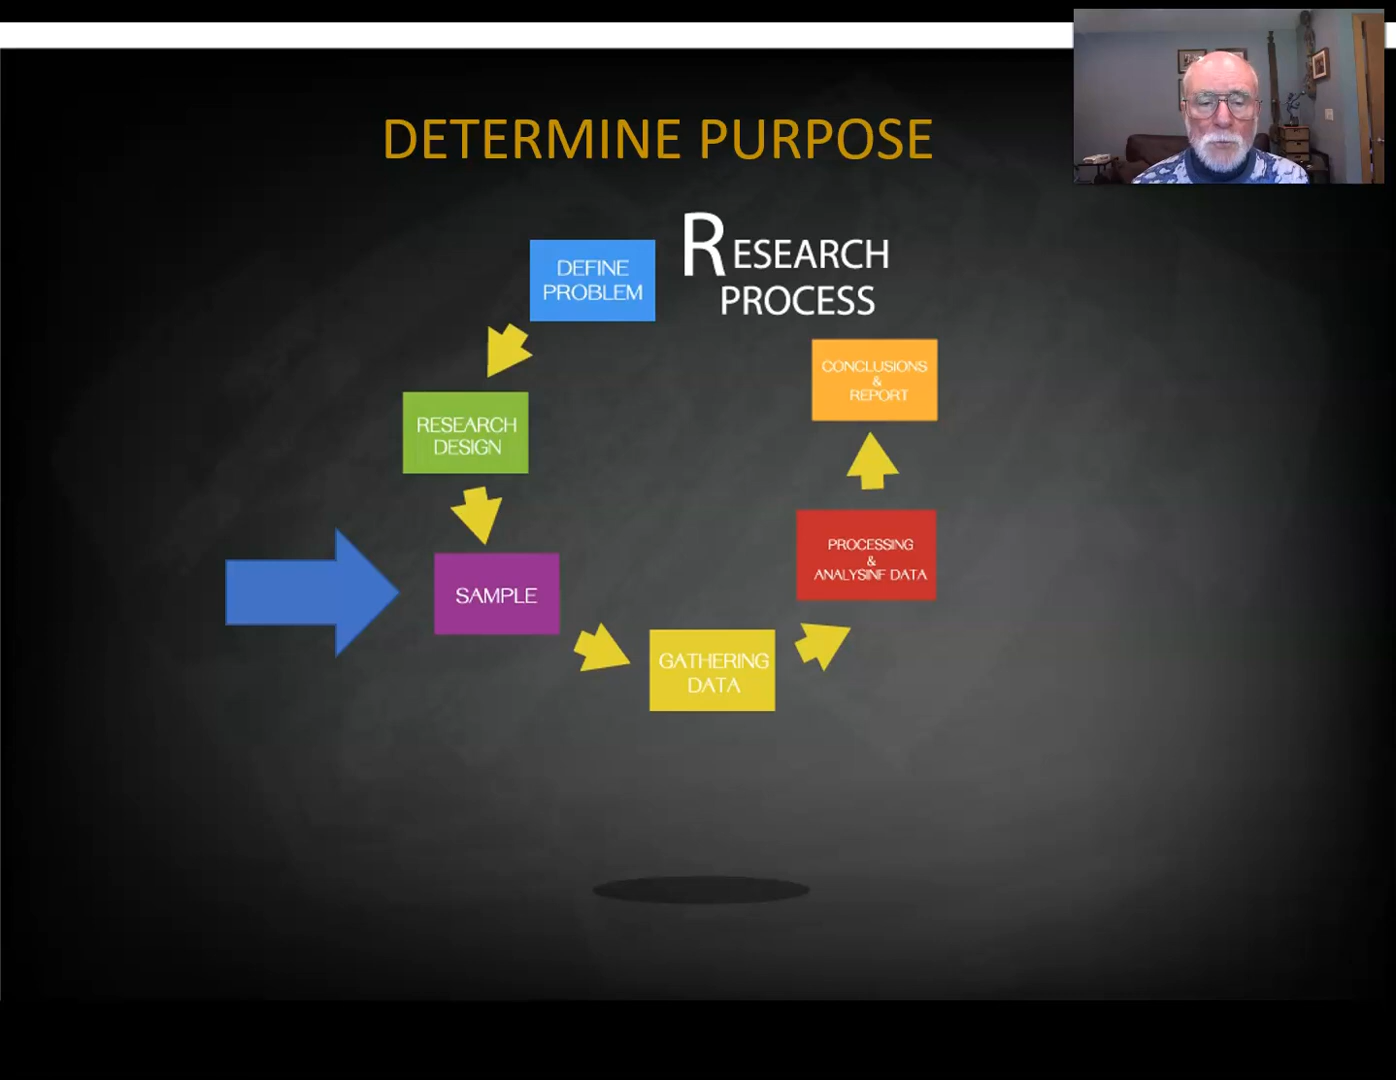 DETERMINE PURPOSE
RESEARCH
PROCESS
DEFINE
PROBLEM
RESEARCH
DESIGN
SAMPLE
GATHERING
DATA
PROCESSING
&
ANALYSINF DATA
CONCLUSIONS
&
REPORT